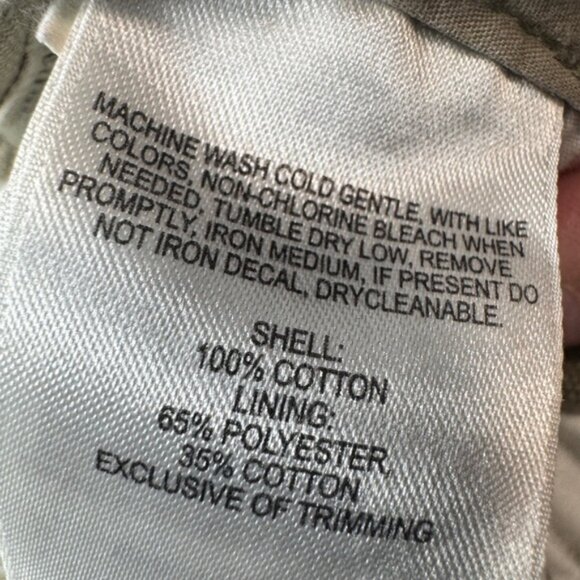 MACHINE WASH COLD GENTLE, WITH LIKE
COLORS, NON-CHLORINE BLEACH WHEN
NEEDED, TUMBLE DRY LOW, REMOVE
PROMPTLY, IRON MEDIUM, IF PRESENT DO
NOT IRON DECAL, DRYCLEANABLE.
SHELL:
100% COTTON
LINING:
65% POLYESTER,
35% COTTON
EXCLUSIVE OF TRIMMING